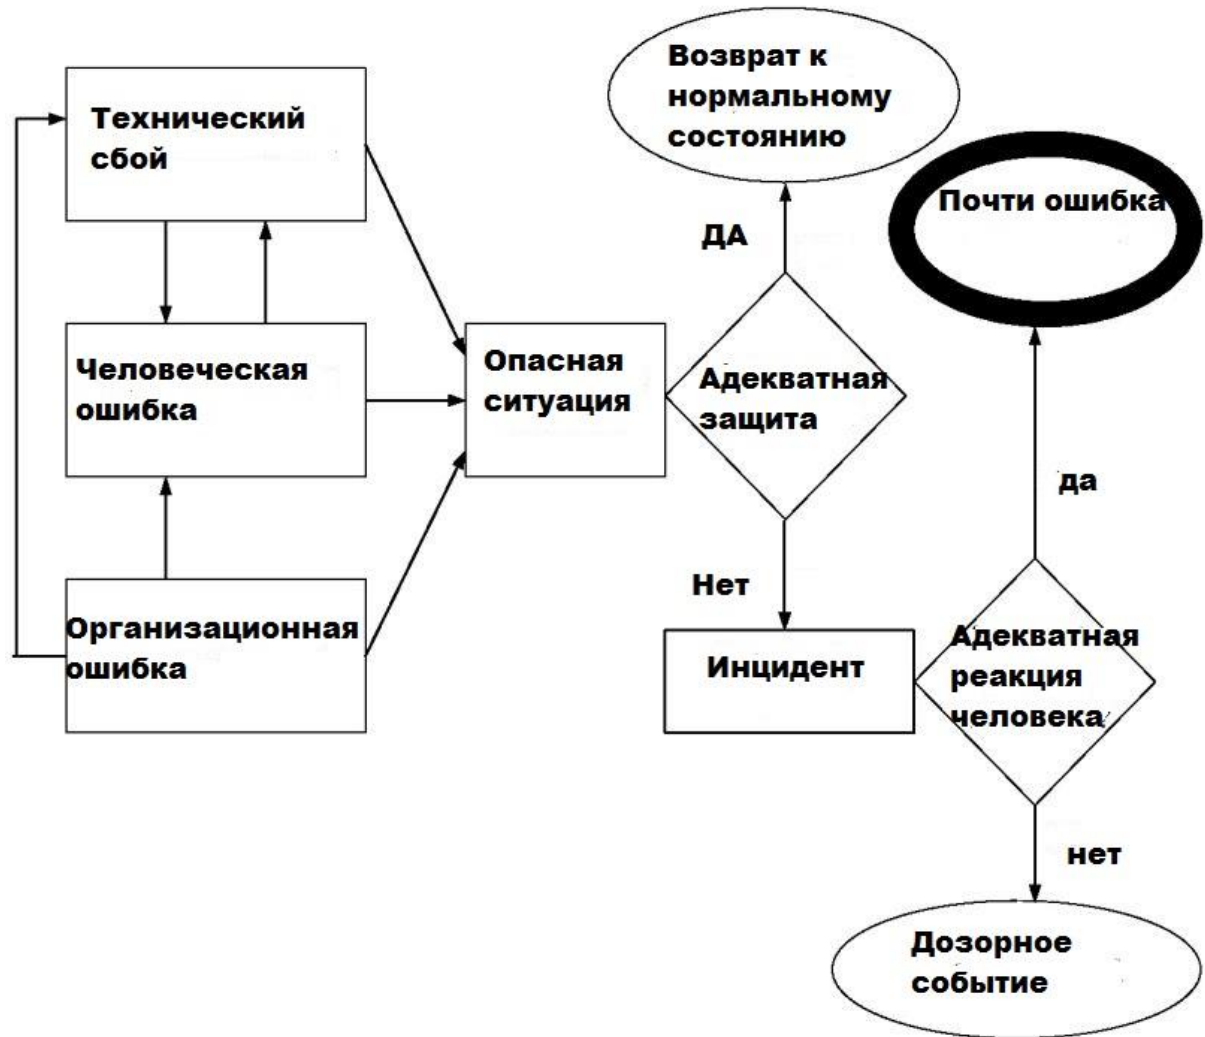 Технический
сбой
Человеческая
ошибка
Организационная
ошибка
Опасная
ситуация
Адекватная
защита
ДА
Возврат к
нормальному
состоянию
Нет
Инцидент
Адекватная
реакция
человека
да
Почти ошибка
нет
Дозорное
событие